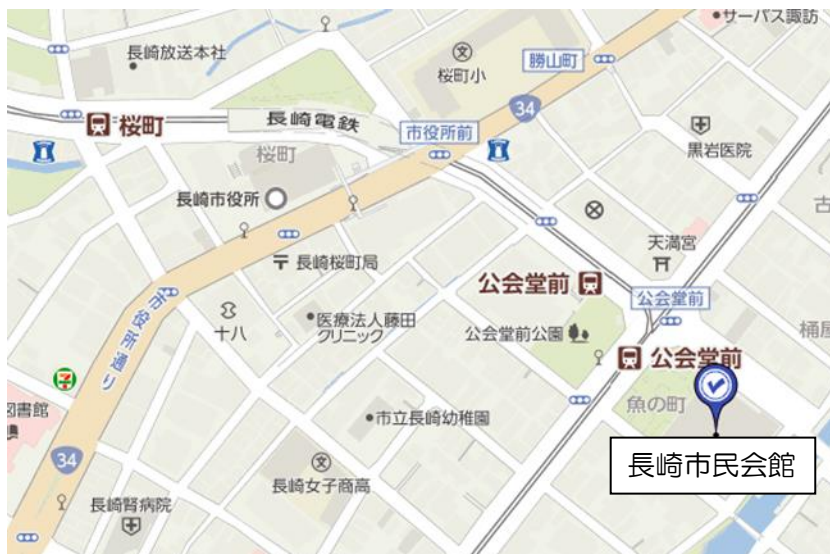 サーパス諏訪
長崎放送本社
桜町小
勝山町
34
桜町
長崎電鉄
市役所前
黒岩医院
桜町
長崎市役所
古
天満宮
長崎桜町局
公会堂前
公会堂前
市役所通り
十八
医療法人藤田
クリニック
公会堂前公園
桶屋
公会堂前
魚の町
図書館
市立長崎幼稚園
長崎市民会館
34
長崎女子商高
長崎腎病院